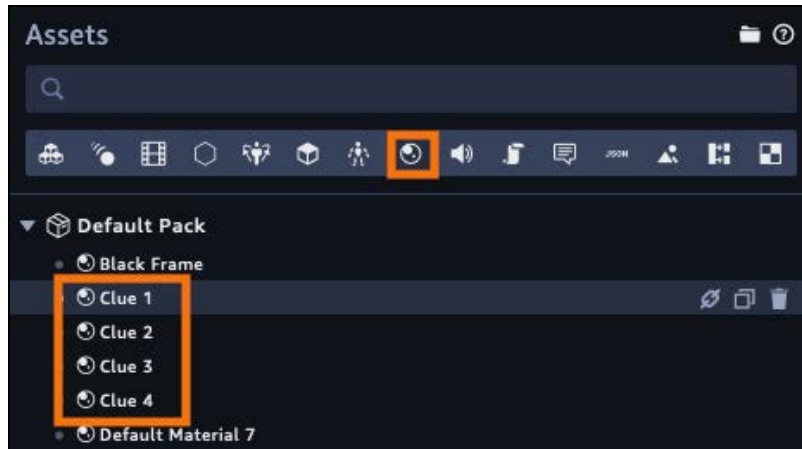 Assets
JSON
Default Pack
Black Frame
Clue 1
Clue 2
Clue 3
Clue 4
Default Material 7